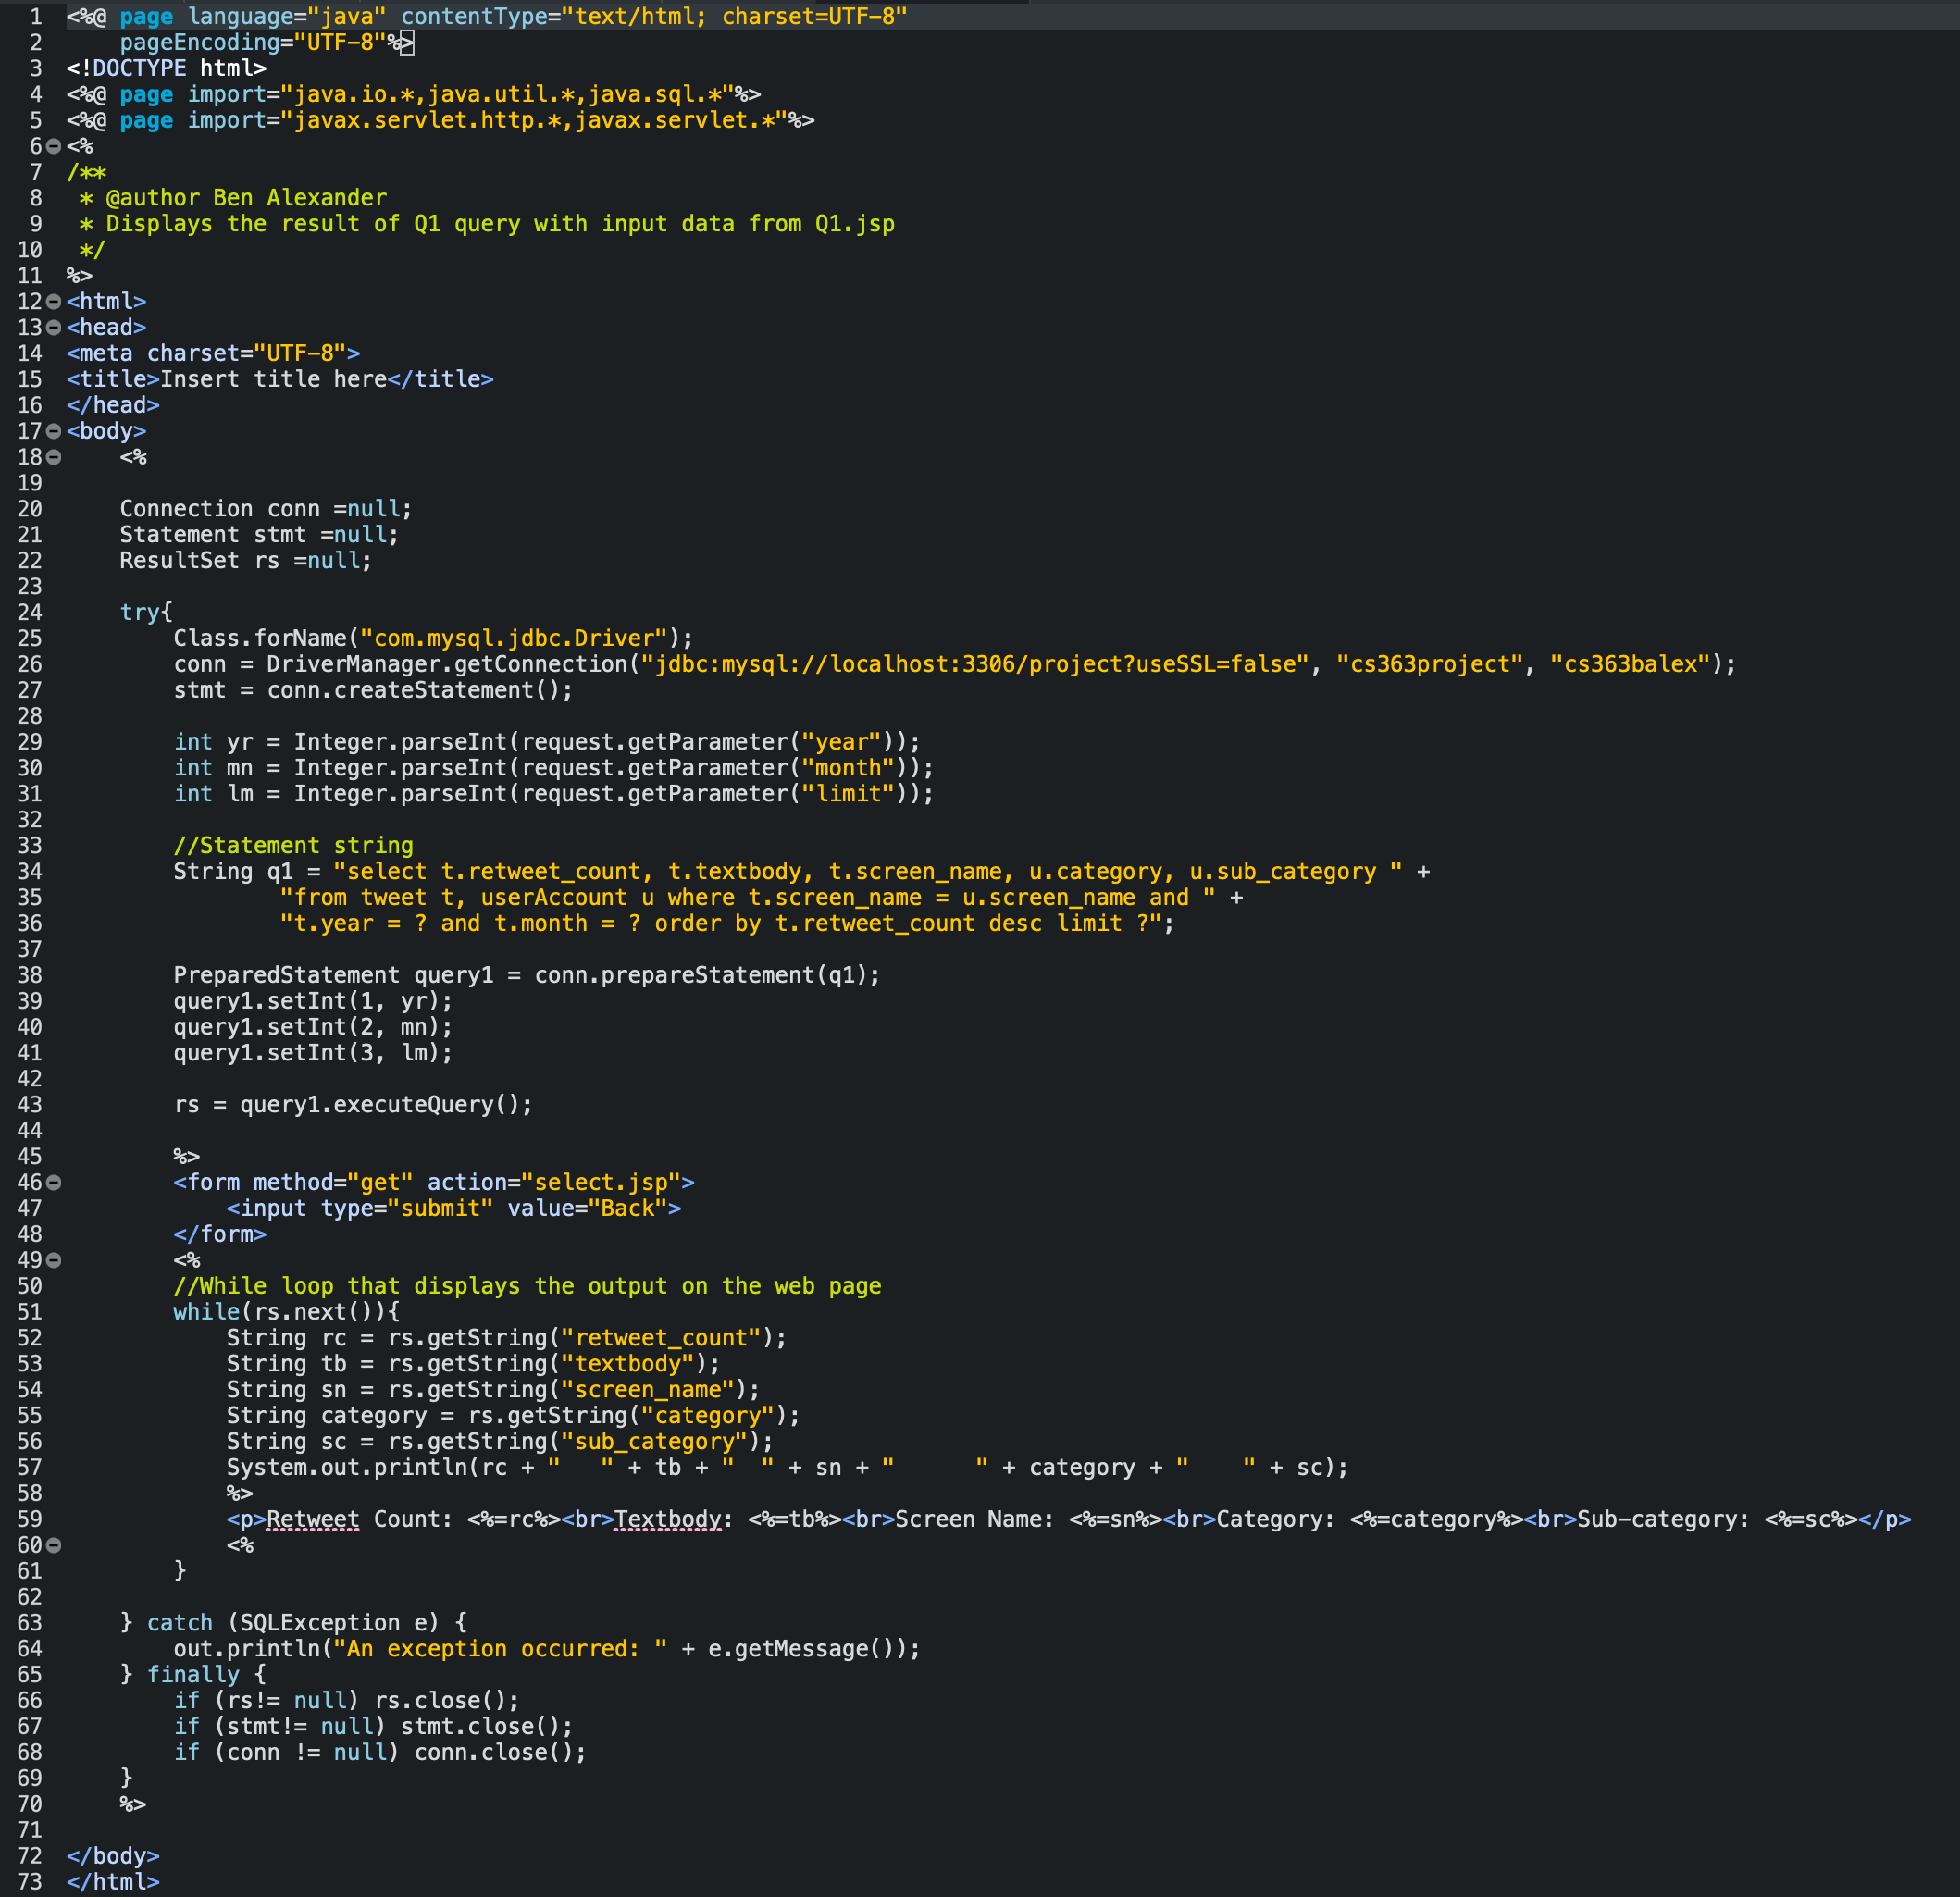 1 <%@ page language="java" contentType="text/html; charset=UTF-8"
2     pageEncoding="UTF-8"%>
3 <!DOCTYPE html>
4 <%@ page import="java.io.*,java.util.*,java.sql.*"%>
5 <%@ page import="javax.servlet.http.*,javax.servlet.*"%>
6 <%
7 /**
8  * @author Ben Alexander
9  * Displays the result of Q1 query with input data from Q1.jsp
10  */
11 %>
12 <html>
13 <head>
14 <meta charset="UTF-8">
15 <title>Insert title here</title>
16 </head>
17 <body>
18     <%
19
20     Connection conn =null;
21     Statement stmt =null;
22     ResultSet rs =null;
23
24     try{
25         Class.forName("com.mysql.jdbc.Driver");
26         conn = DriverManager.getConnection("jdbc:mysql://localhost:3306/project?useSSL=false", "cs363project", "cs363balex");
27         stmt = conn.createStatement();
28
29         int yr = Integer.parseInt(request.getParameter("year"));
30         int mn = Integer.parseInt(request.getParameter("month"));
31         int lm = Integer.parseInt(request.getParameter("limit"));
32
33         //Statement string
34         String q1 = "select t.retweet_count, t.textbody, t.screen_name, u.category, u.sub_category " +
35                 "from tweet t, userAccount u where t.screen_name = u.screen_name and " +
36                 "t.year = ? and t.month = ? order by t.retweet_count desc limit ?";
37
38         PreparedStatement query1 = conn.prepareStatement(q1);
39         query1.setInt(1, yr);
40         query1.setInt(2, mn);
41         query1.setInt(3, lm);
42
43         rs = query1.executeQuery();
44
45         %>
46         <form method="get" action="select.jsp">
47             <input type="submit" value="Back">
48         </form>
49         <%
50         //While loop that displays the output on the web page
51         while(rs.next()){
52             String rc = rs.getString("retweet_count");
53             String tb = rs.getString("textbody");
54             String sn = rs.getString("screen_name");
55             String category = rs.getString("category");
56             String sc = rs.getString("sub_category");
57             System.out.println(rc + "   " + tb + "  " + sn + "      " + category + "    " + sc);
58             %>
59             <p>Retweet Count: <%=rc%><br>Textbody: <%=tb%><br>Screen Name: <%=sn%><br>Category: <%=category%><br>Sub-category: <%=sc%></p>
60             <%
61         }
62
63     } catch (SQLException e) {
64         out.println("An exception occurred: " + e.getMessage());
65     } finally {
66         if (rs!= null) rs.close();
67         if (stmt!= null) stmt.close();
68         if (conn != null) conn.close();
69     }
70     %>
71
72 </body>
73 </html>